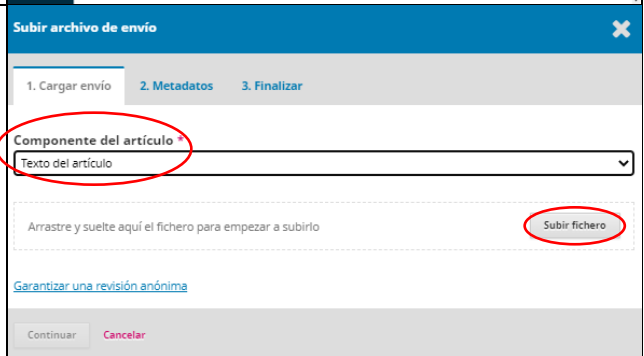 Subir archivo de envío
1. Cargar envío 2. Metadatos 3. Finalizar
Componente del artículo *
Texto del artículo
Arrastre y suelte aquí el fichero para empezar a subirlo Subir fichero
Garantizar una revisión anónima
Continuar Cancelar